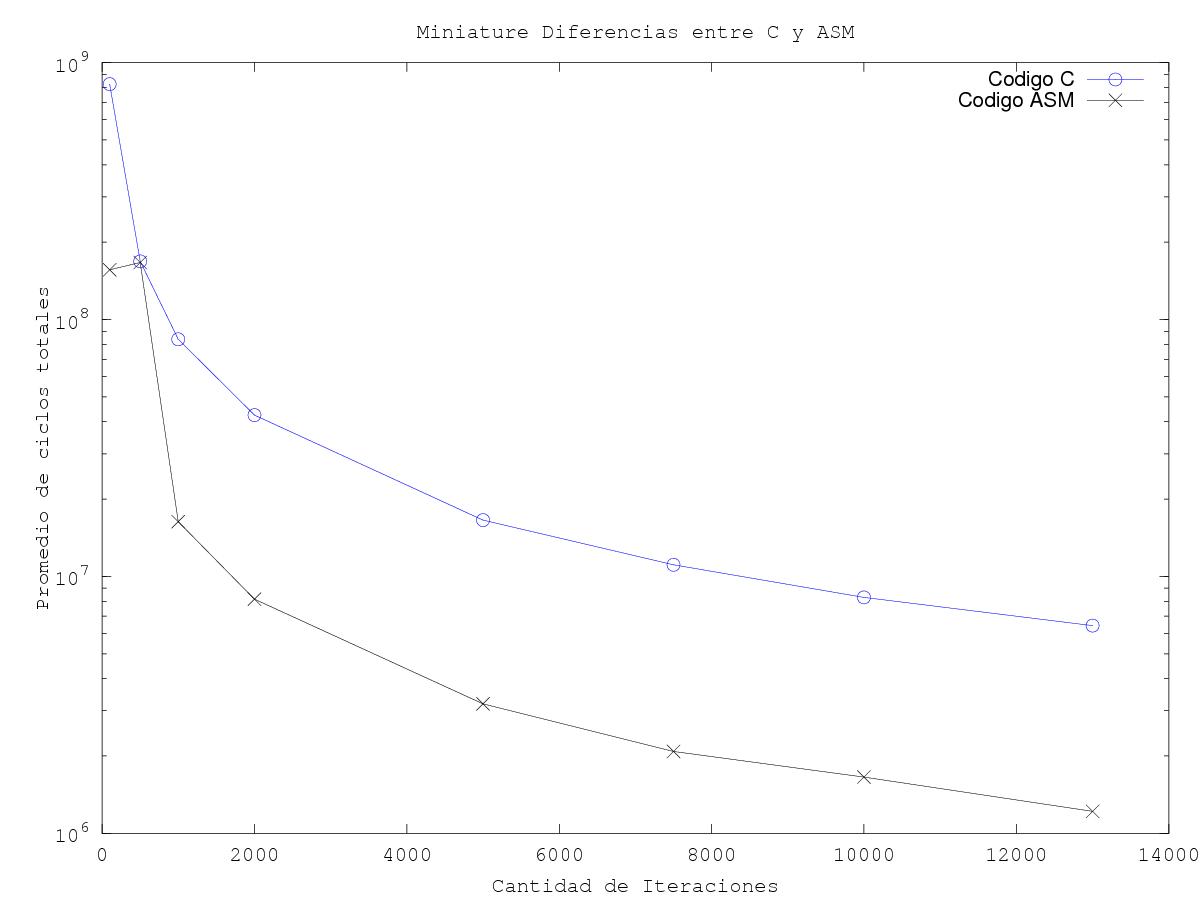 Miniature Diferencias entre C y ASM
Codigo C
Codigo ASM
Promedio de ciclos totales
10^9
10^8
10^7
10^6
0 2000 4000 6000 8000 10000 12000 14000
Cantidad de Iteraciones